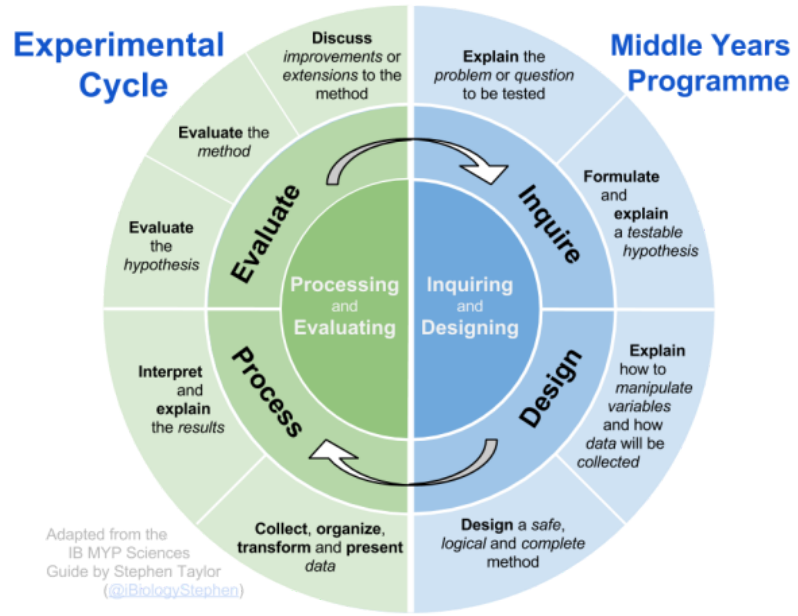 Experimental
Cycle
Middle Years
Programme
Explain the
problem or question
to be tested
Formulate
and
explain
a testable
hypothesis
Inquire
Inquiring
and
Designing
Design
Explain
how to
manipulate
variables
and how
data will be
collected
Design a safe,
logical and complete
method
Collect, organize,
transform and present
data
Interpret
and
explain
the results
Process
Processing
and
Evaluating
Evaluate
Evaluate
the
hypothesis
Evaluate the
method
Discuss
improvements or
extensions to the
method
Adapted from the
IB MYP Sciences
Guide by Stephen Taylor
(@iBiologyStephen)